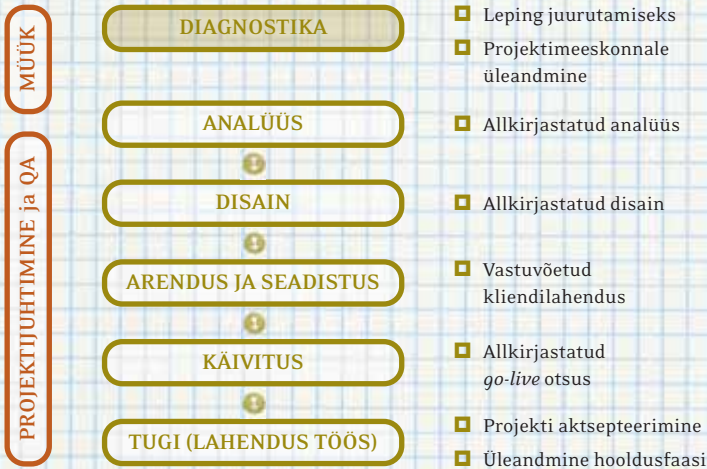 MÜÜK
DIAGNOSTIKA
Leping juurutamiseks
Projektimeeskonnale
üleandmine
PROJEKTIJUHTIMINE ja QA
ANALÜÜS
Allkirjastatud analüüs
DISAIN
Allkirjastatud disain
ARENDUS JA SEADISTUS
Vastuvõetud
kliendilahendus
KÄIVITUS
Allkirjastatud
go-live otsus
TUGI (LAHENDUS TÖÖS)
Projekti aktsepteerimine
Üleandmine hooldusfaasi